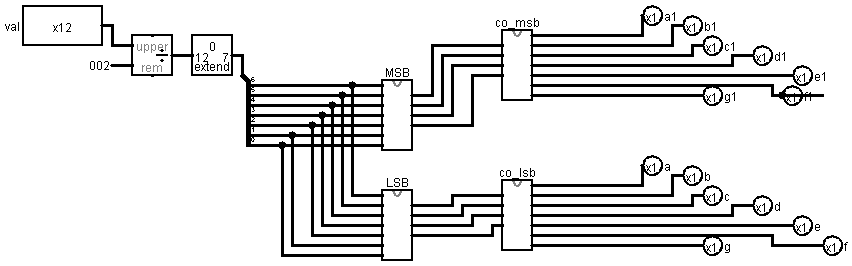 val
x12
002
upper
÷
rem
0
12 7
extend
6
5
4
3
2
1
0
MSB
LSB
co_msb
co_lsb
x1 a1
x1 b1
x1 c1
x1 d1
x1 e1
x1 f1
x1 g1
x1 a
x1 b
x1 c
x1 d
x1 e
x1 f
x1 g